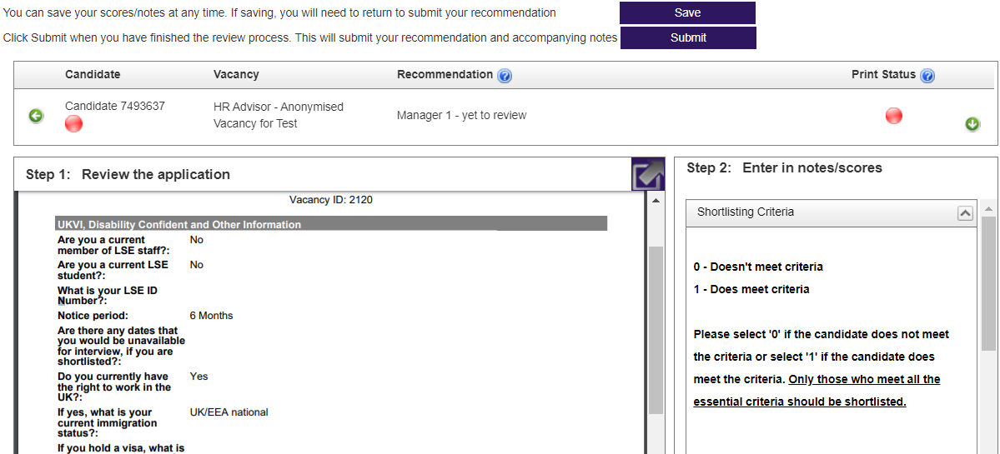 You can save your scores/notes at any time. If saving, you will need to return to submit your recommendation
Save
Click Submit when you have finished the review process. This will submit your recommendation and accompanying notes
Submit
Candidate Vacancy Recommendation ? Print Status ?
Candidate 7493637
HR Advisor - Anonymised
Vacancy for Test
Manager 1 - yet to review
Step 1: Review the application
Vacancy ID: 2120
UKVI, Disability Confident and Other Information
Are you a current No
member of LSE staff?:
Are you a current LSE No
student?:
What is your LSE ID
Number?:
Notice period: 6 Months
Are there any dates that
you would be unavailable
for interview, if you are
shortlisted?:
Do you currently have Yes
the right to work in the
UK?:
If yes, what is your UK/EEA national
current immigration
status?:
If you hold a visa, what is
Step 2: Enter in notes/scores
Shortlisting Criteria
0 - Doesn't meet criteria
1 - Does meet criteria
Please select '0' if the candidate does not meet
the criteria or select '1' if the candidate does
meet the criteria. Only those who meet all the
essential criteria should be shortlisted.